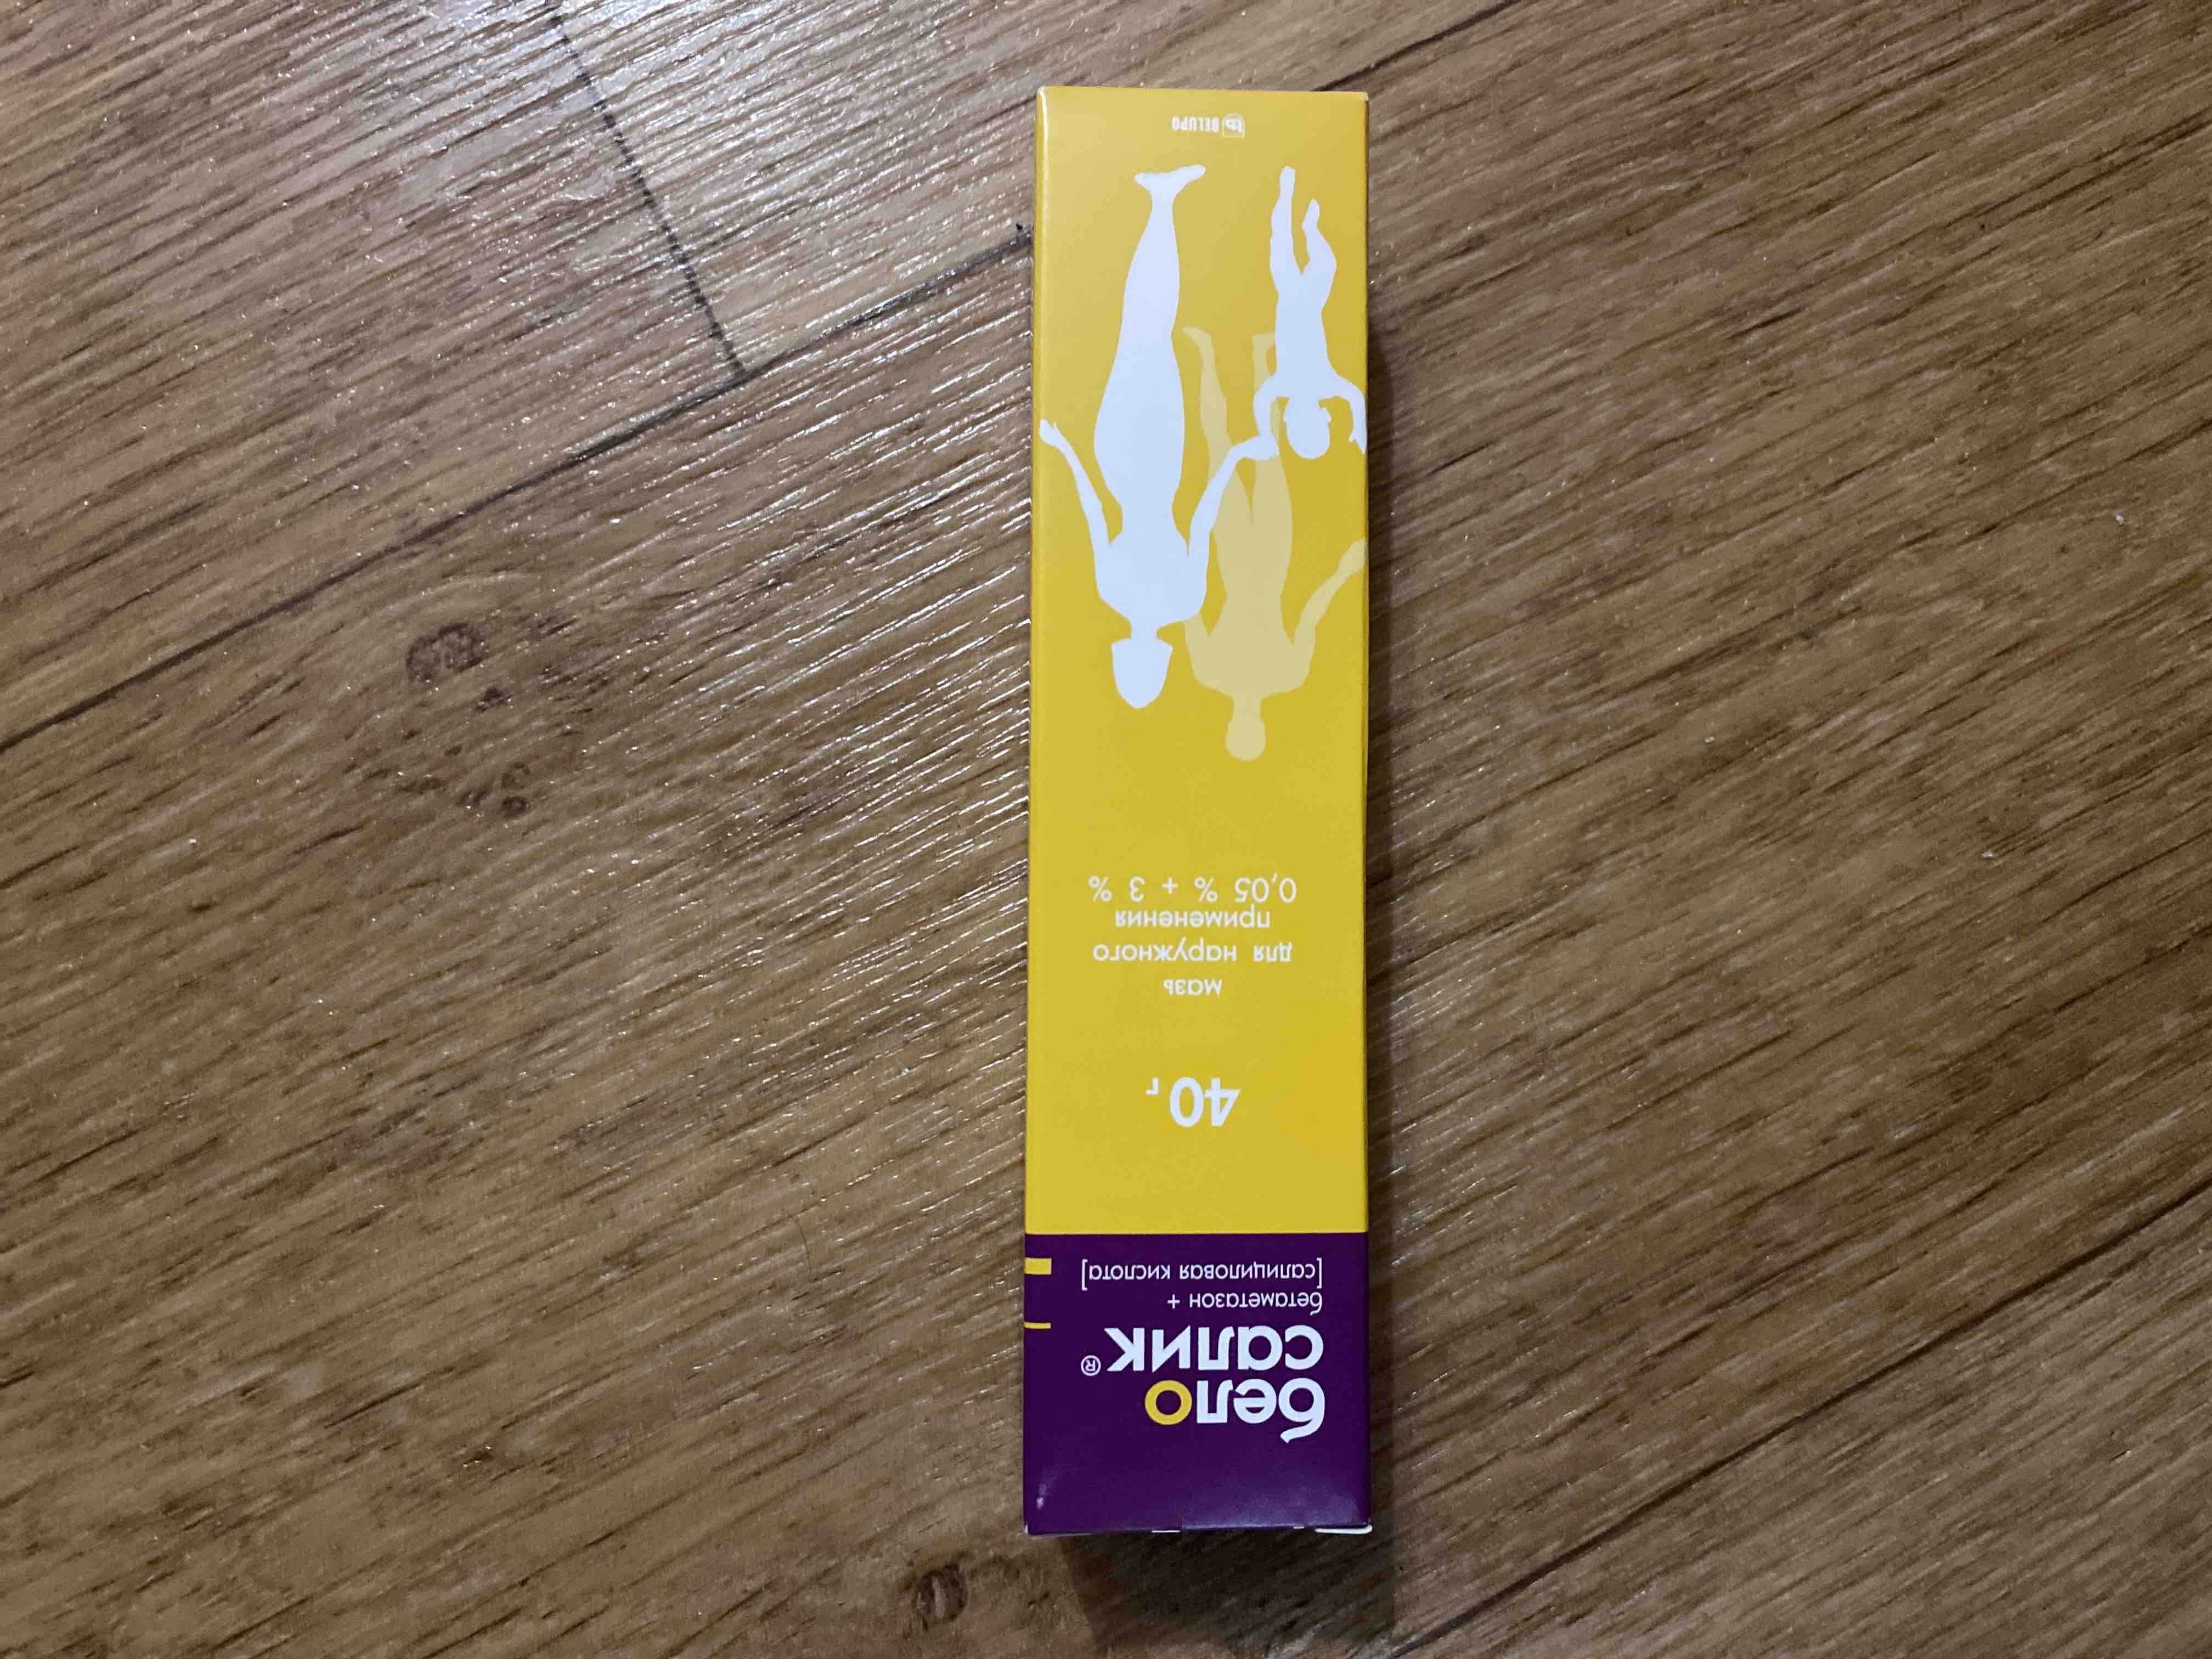 бело
салик®
бетаметазон +
[салициловая кислота]
40 г
мазь
для наружного
применения
0,05 % + 3 %
BELUPO